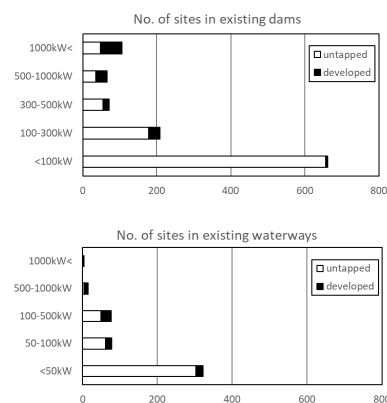 No. of sites in existing dams
1000kW<
500-1000kW
300-500kW
100-300kW
<100kW
untapped
developed
0 200 400 600 800
No. of sites in existing waterways
1000kW<
500-1000kW
100-500kW
50-100kW
<50kW
untapped
developed
0 200 400 600 800